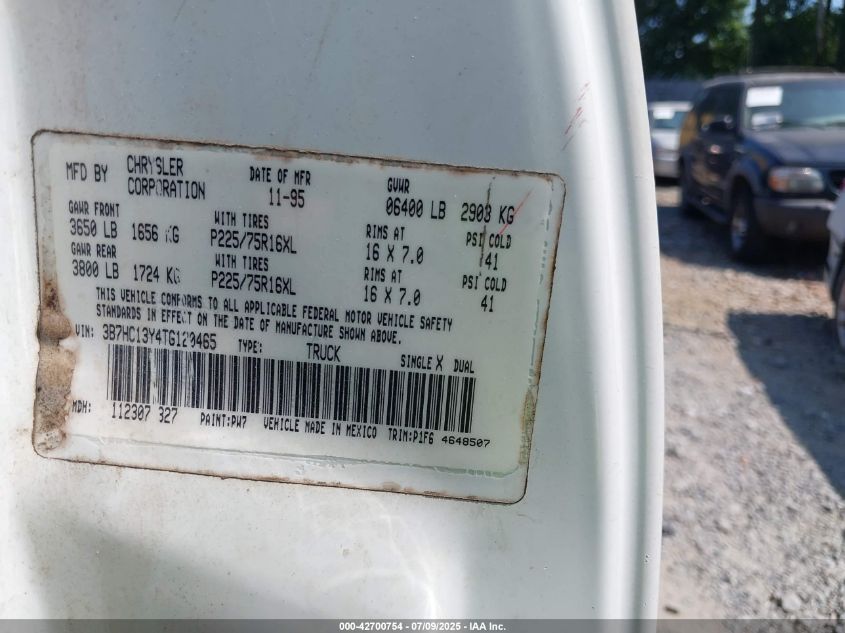 MFD BY CHRYSLER CORPORATION
DATE OF MFR 11-95
GVWR 06400 LB 2903 KG
GAWR FRONT WITH TIRES RIMS AT PSI COLD
3650 LB 1656 KG P225/75R16XL 16 X 7.0 41
GAWR REAR WITH TIRES RIMS AT PSI COLD
3800 LB 1724 KG P225/75R16XL 16 X 7.0 41
THIS VEHICLE CONFORMS TO ALL APPLICABLE FEDERAL MOTOR VEHICLE SAFETY
STANDARDS IN EFFECT ON THE DATE OF MANUFACTURE SHOWN ABOVE.
VIN: 3B7HC13Y4TG120465 TYPE: TRUCK SINGLE X DUAL
MDH: 112307 327 PAINT:PW7 VEHICLE MADE IN MEXICO TRIM:P1F6 4648507
000-42700754 - 07/09/2025 - IAA Inc.